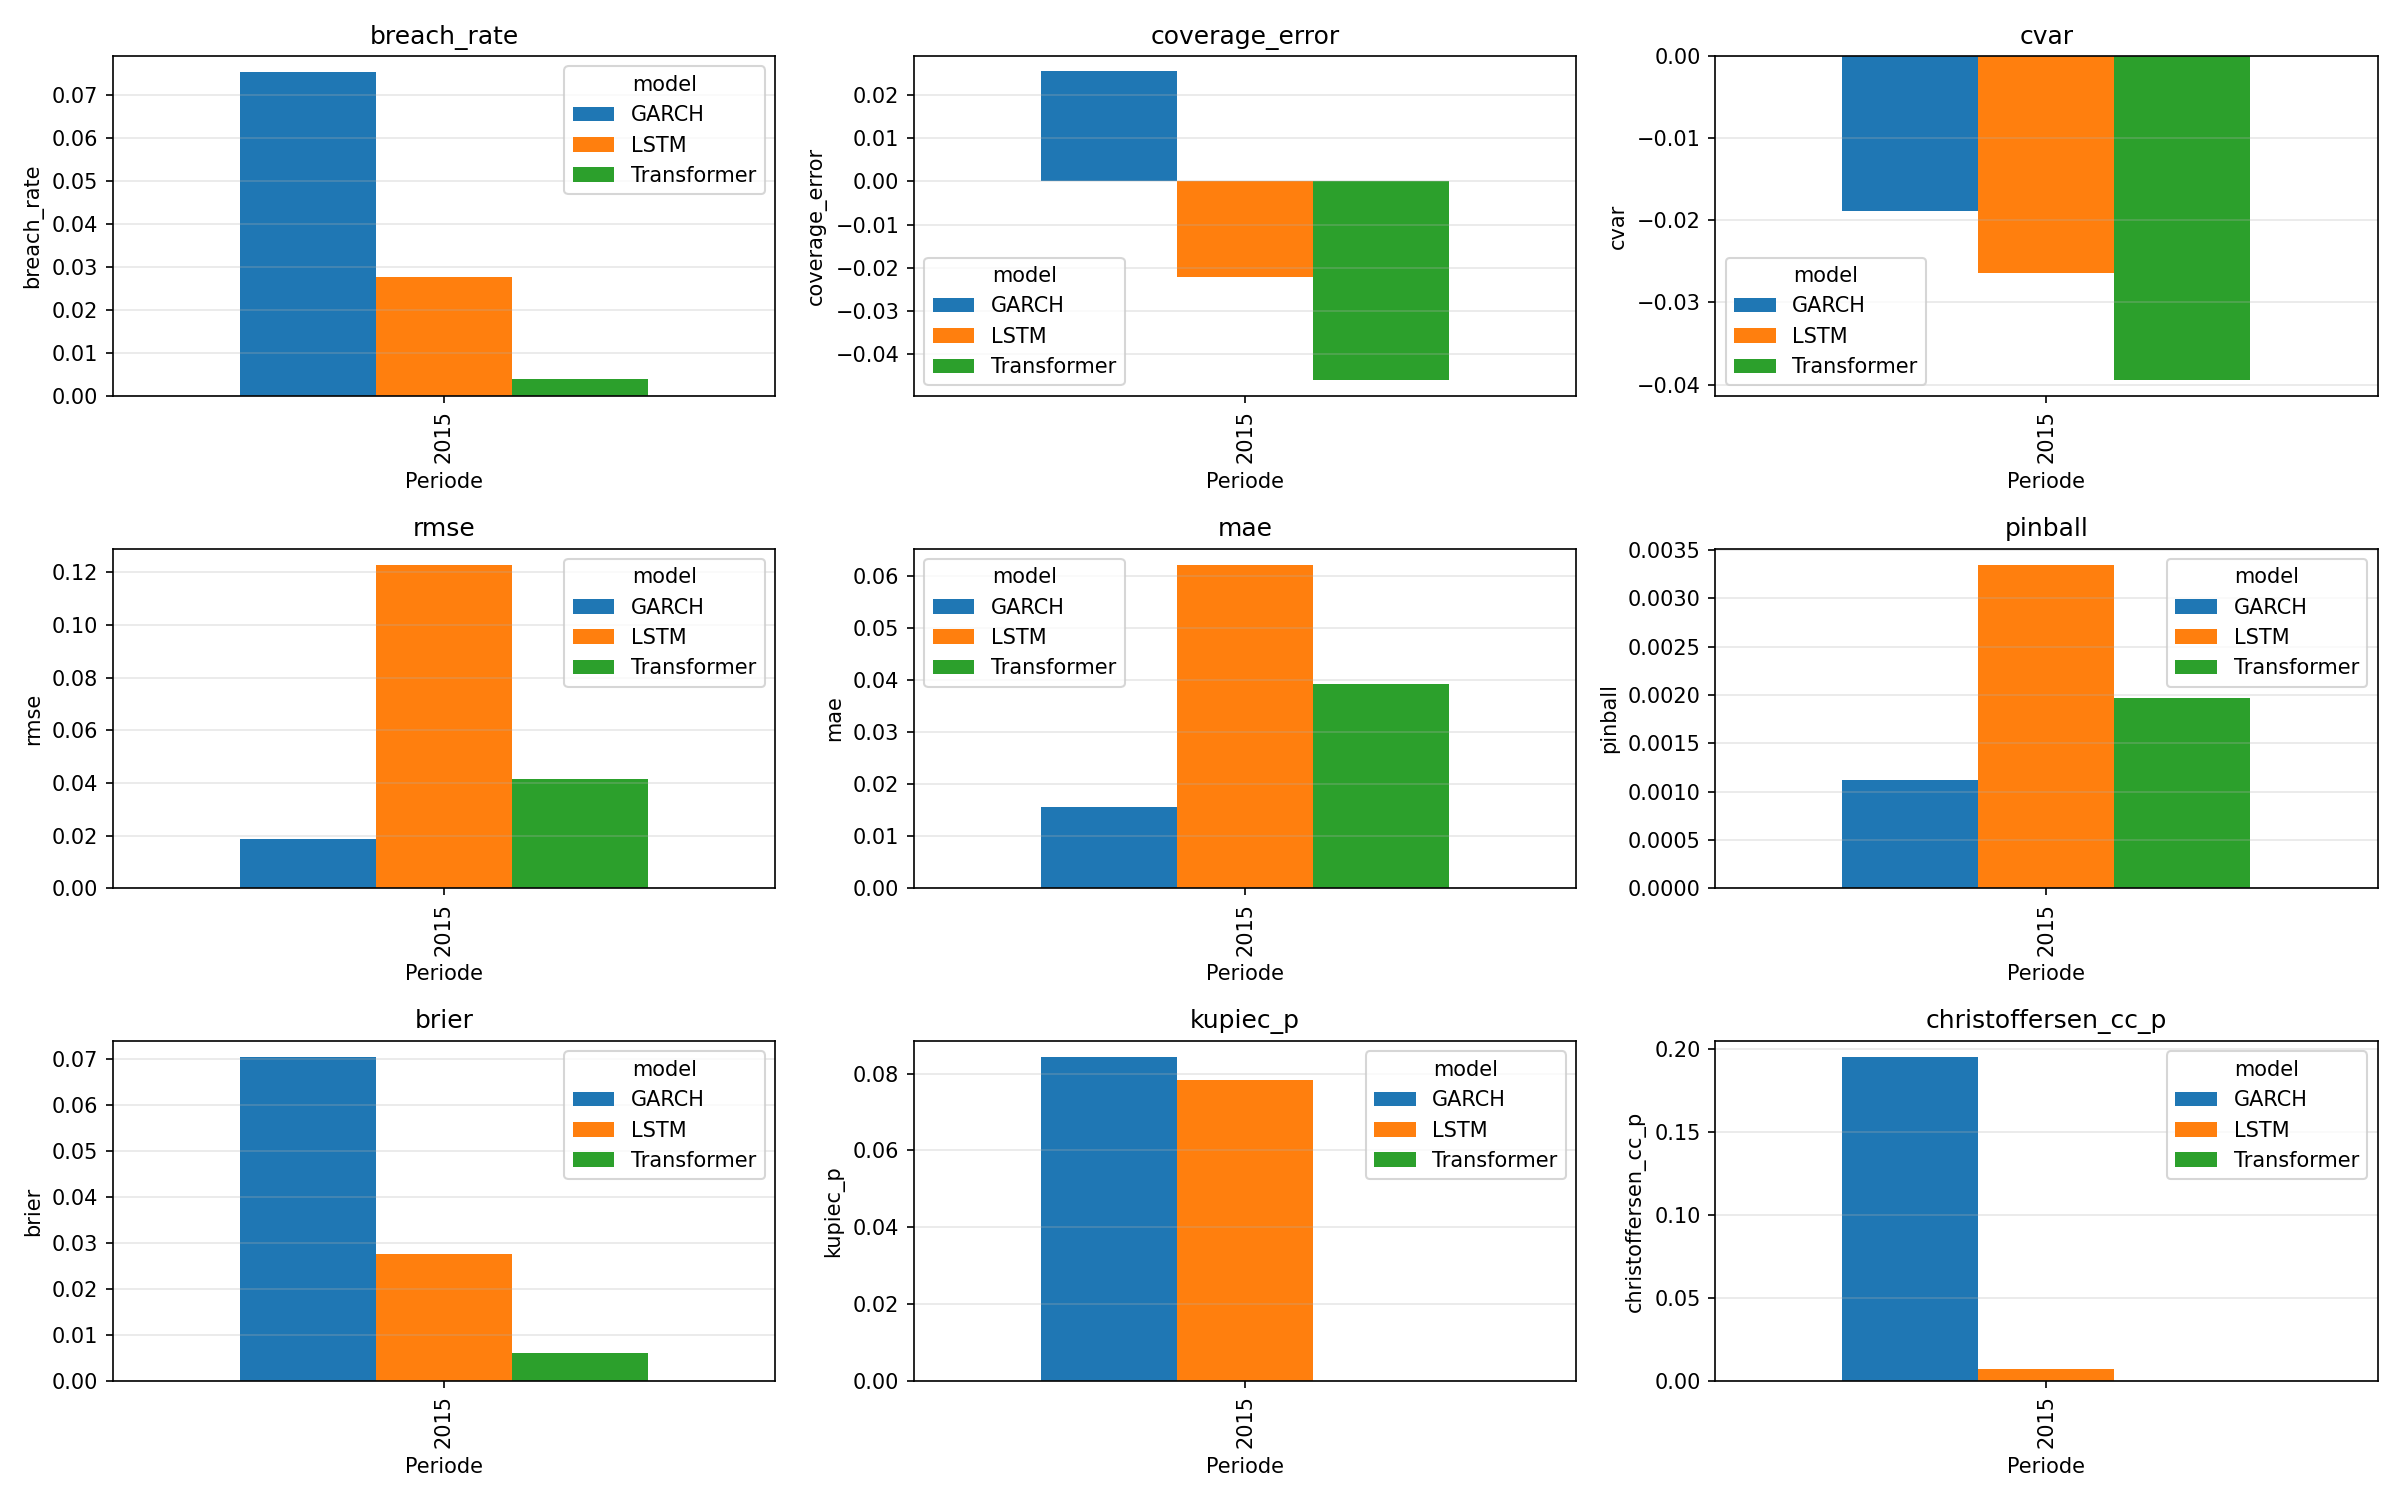 breach_rate
breach_rate
0.07
0.06
0.05
0.04
0.03
0.02
0.01
0.00
model
GARCH
LSTM
Transformer
2015
Periode
coverage_error
coverage_error
0.02
0.01
0.00
−0.01
−0.02
−0.03
−0.04
model
GARCH
LSTM
Transformer
2015
Periode
cvar
cvar
0.00
−0.01
−0.02
−0.03
−0.04
model
GARCH
LSTM
Transformer
2015
Periode
rmse
rmse
0.12
0.10
0.08
0.06
0.04
0.02
0.00
model
GARCH
LSTM
Transformer
2015
Periode
mae
mae
0.06
0.05
0.04
0.03
0.02
0.01
0.00
model
GARCH
LSTM
Transformer
2015
Periode
pinball
pinball
0.0035
0.0030
0.0025
0.0020
0.0015
0.0010
0.0005
0.0000
model
GARCH
LSTM
Transformer
2015
Periode
brier
brier
0.07
0.06
0.05
0.04
0.03
0.02
0.01
0.00
model
GARCH
LSTM
Transformer
2015
Periode
kupiec_p
kupiec_p
0.08
0.06
0.04
0.02
0.00
model
GARCH
LSTM
Transformer
2015
Periode
christoffersen_cc_p
christoffersen_cc_p
0.20
0.15
0.10
0.05
0.00
model
GARCH
LSTM
Transformer
2015
Periode